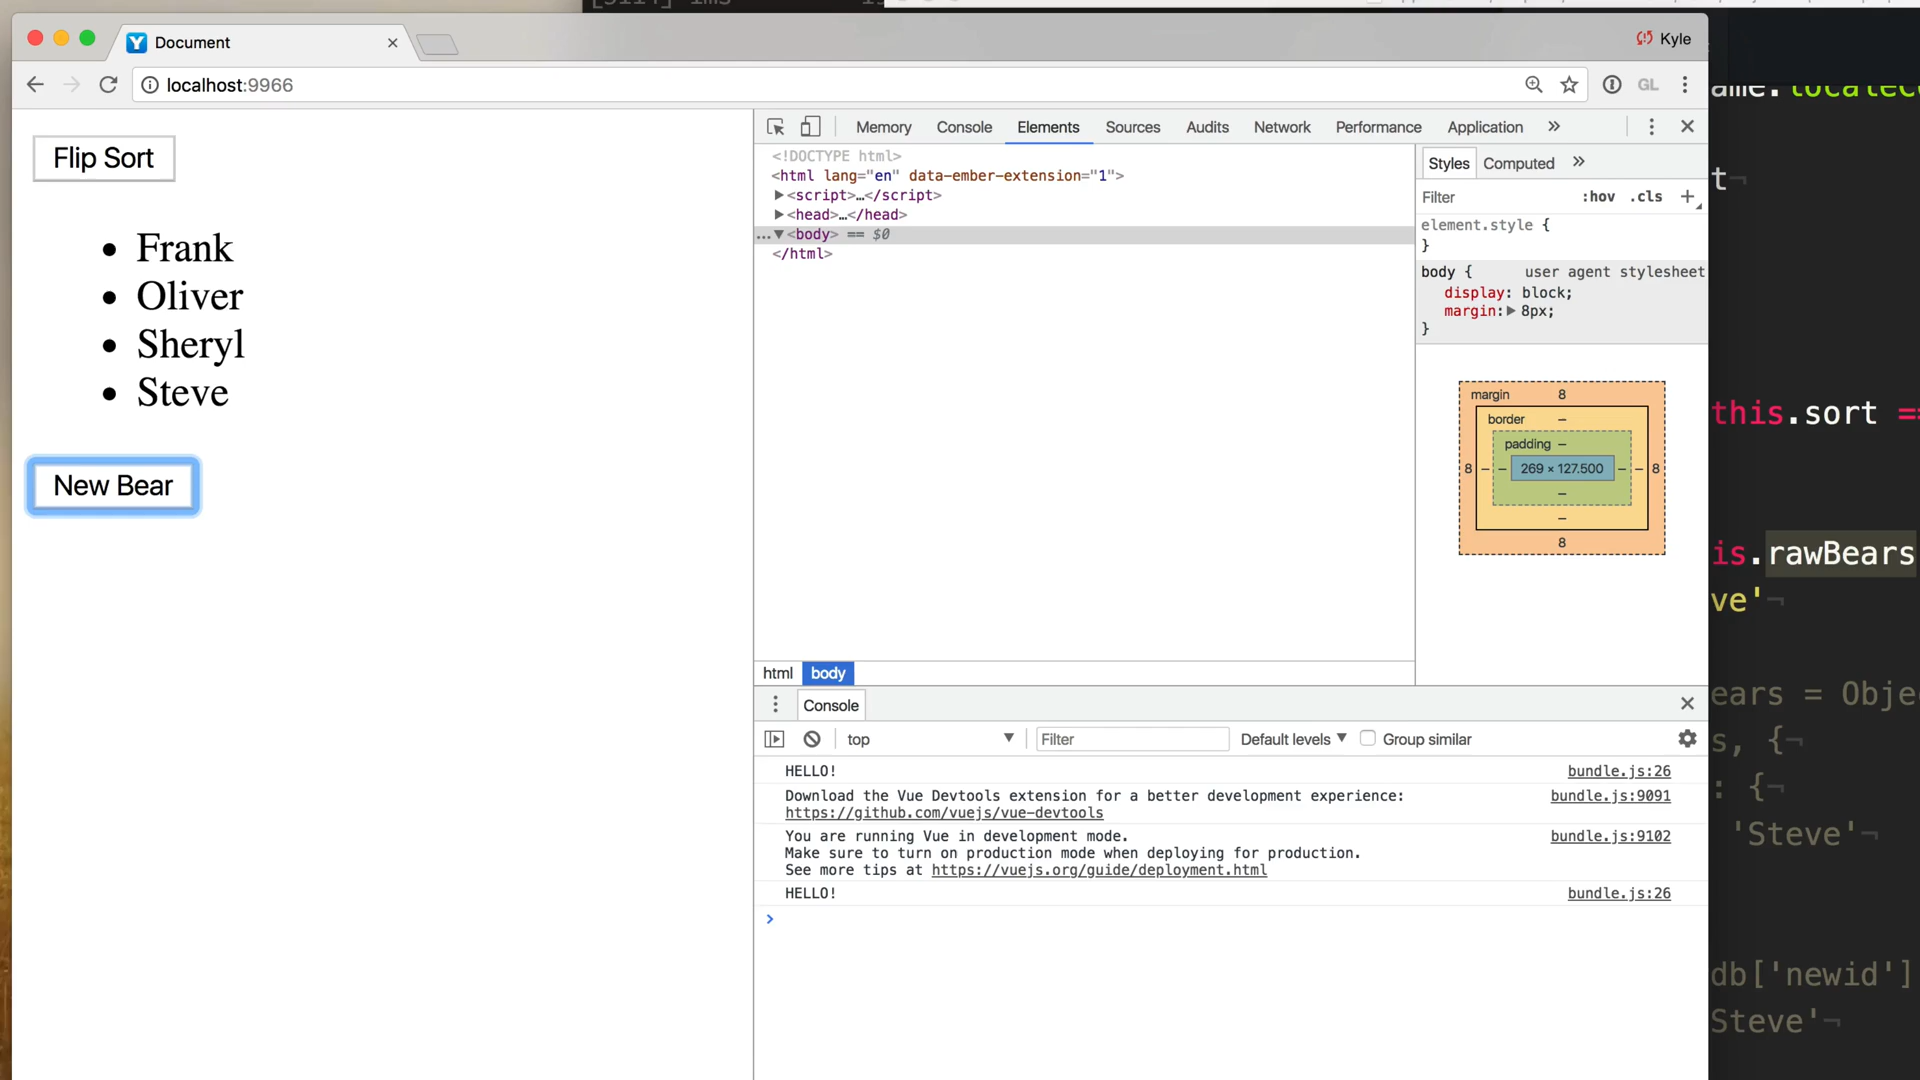 Document
Kyle
localhost:9966
GL
Flip Sort
Frank
Oliver
Sheryl
Steve
New Bear
Memory Console Elements Sources Audits Network Performance Application
<!DOCTYPE html>
<html lang="en" data-ember-extension="1">
<script>…</script>
<head>…</head>
…<body> == $0
</html>
html body
Styles Computed
Filter :hov .cls
element.style {
}
body { user agent stylesheet
display: block;
margin: 8px;
}
margin 8
border –
padding –
8 – – 269 × 127.500 – – 8
–
–
8
Console
top Filter Default levels Group similar
HELLO! bundle.js:26
Download the Vue Devtools extension for a better development experience: bundle.js:9091
https://github.com/vuejs/vue-devtools
You are running Vue in development mode. bundle.js:9102
Make sure to turn on production mode when deploying for production.
See more tips at https://vuejs.org/guide/deployment.html
HELLO! bundle.js:26
t¬
this.sort ==
is.rawBears
ve'¬
ears = Obje
s, {¬
: {¬
'Steve'¬
db['newid']
Steve'¬